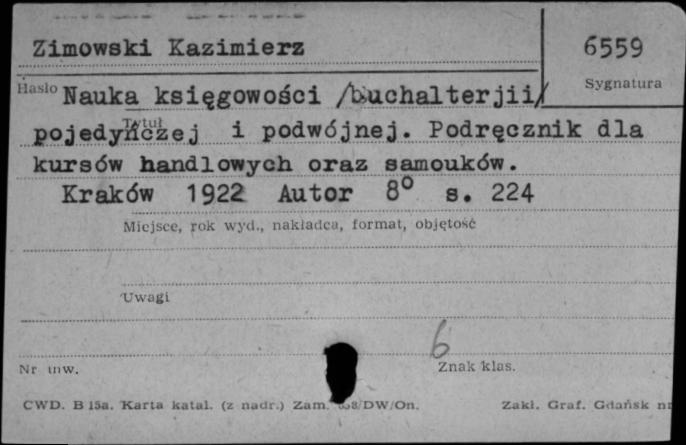 Zimowski Kazimierz
6559
Hasło
Sygnatura
Nauka księgowości /buchalterjii/
Tytuł
pojedyńczej i podwójnej. Podręcznik dla
kursów handlowych oraz samouków.
Kraków 1922 Autor 8° s. 224
Miejsce, rok wyd., nakładca, format, objętość
Uwagi
6
Nr inw.
Znak klas.
CWD. B 15a. Karta katal. (z nadr.) Zam. DW/On.
Zakł. Graf. Gdańsk